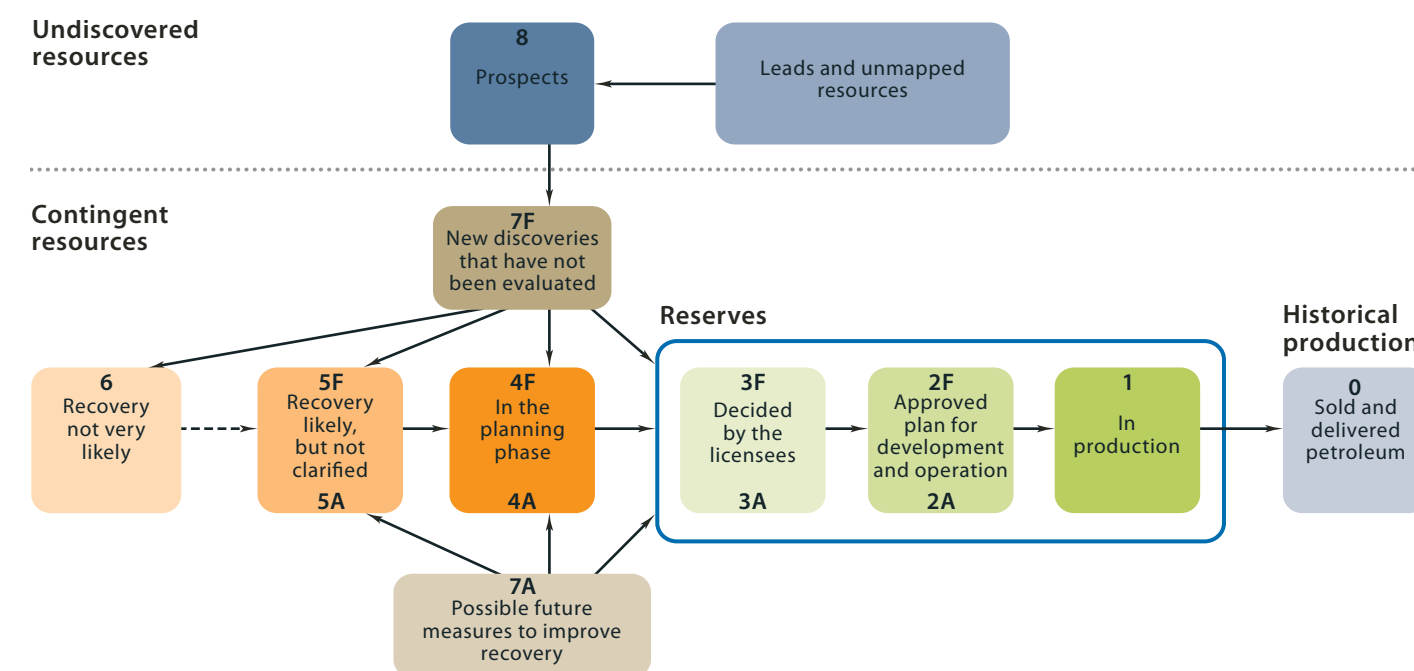 Undiscovered
resources
8
Prospects
Leads and unmapped
resources
Contingent
resources
7F
New discoveries
that have not
been evaluated
Reserves
Historical
production
6
Recovery
not very
likely
5F
Recovery
likely,
but not
clarified
5A
4F
In the
planning
phase
4A
3F
Decided
by the
licensees
3A
2F
Approved
plan for
development
and operation
2A
1
In
production
0
Sold and
delivered
petroleum
7A
Possible future
measures to improve
recovery